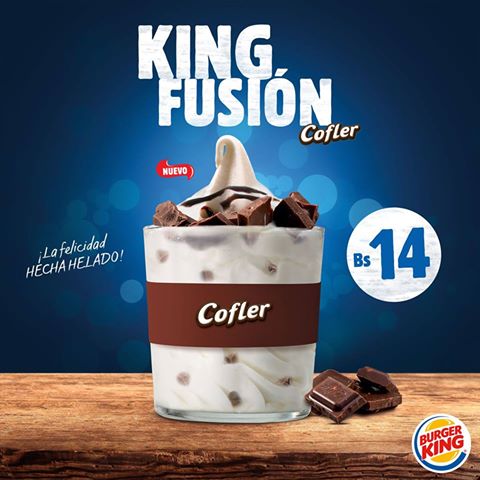 KING
FUSIÓN
Cofler
NUEVO
¡La felicidad
HECHA HELADO!
Bs 14
Cofler
BURGER
KING